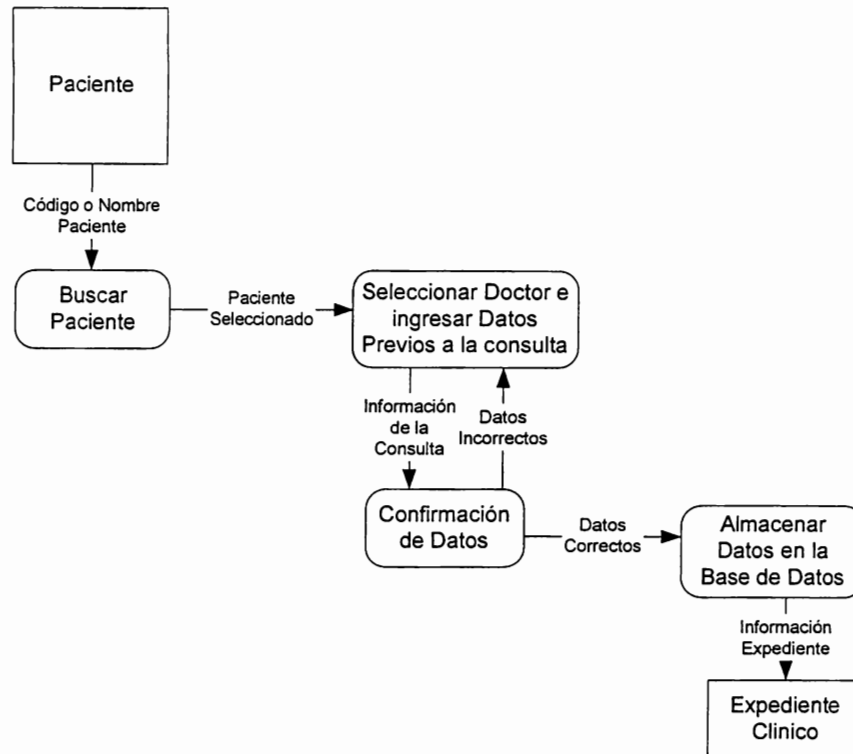 Paciente
Código o Nombre
Paciente
Buscar
Paciente
Paciente
Seleccionado
Seleccionar Doctor e
ingresar Datos
Previos a la consulta
Información
de la
Consulta
Datos
Incorrectos
Confirmación
de Datos
Datos
Correctos
Almacenar
Datos en la
Base de Datos
Información
Expediente
Expediente
Clinico